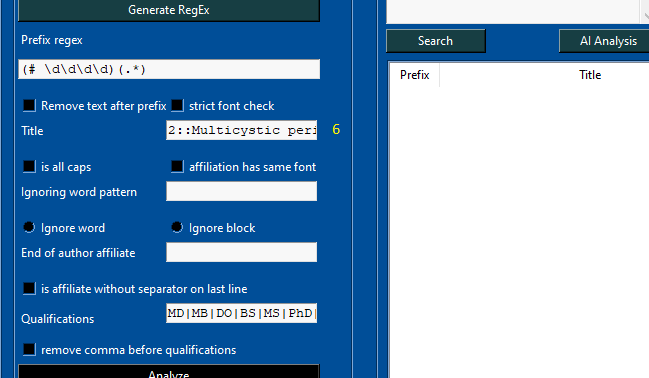 Generate RegEx
Prefix regex
(# \d\d\d\d)(.*)
Remove text after prefix strict font check
Title 2::Multicystic peri 6
is all caps affiliation has same font
Ignoring word pattern
Ignore word Ignore block
End of author affiliate
is affiliate without separator on last line
Qualifications MD|MB|DO|BS|MS|PhD|
remove comma before qualifications
Analyze
Search AI Analysis
Prefix Title